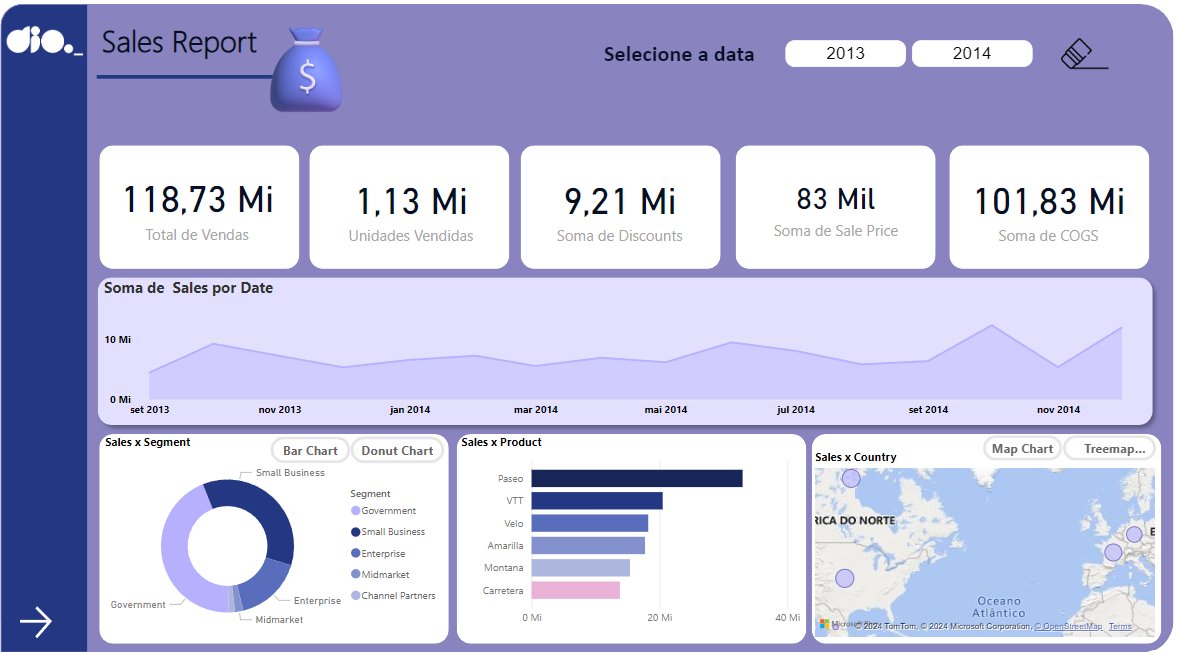 dio._
Sales Report
$
Selecione a data
2013
2014
118,73 Mi
Total de Vendas
1,13 Mi
Unidades Vendidas
9,21 Mi
Soma de Discounts
83 Mil
Soma de Sale Price
101,83 Mi
Soma de COGS
Soma de  Sales por Date
10 Mi
0 Mi
set 2013
nov 2013
jan 2014
mar 2014
mai 2014
jul 2014
set 2014
nov 2014
Sales x Segment
Bar Chart
Donut Chart
Small Business
Government
Enterprise
Midmarket
Segment
Government
Small Business
Enterprise
Midmarket
Channel Partners
Sales x Product
Paseo
VTT
Velo
Amarilla
Montana
Carretera
0 Mi
20 Mi
40 Mi
Sales x Country
Map Chart
Treemap...
RICA DO NORTE
E
Oceano
Atlântico
Microsoft
© 2024 TomTom, © 2024 Microsoft Corporation, © OpenStreetMap Terms